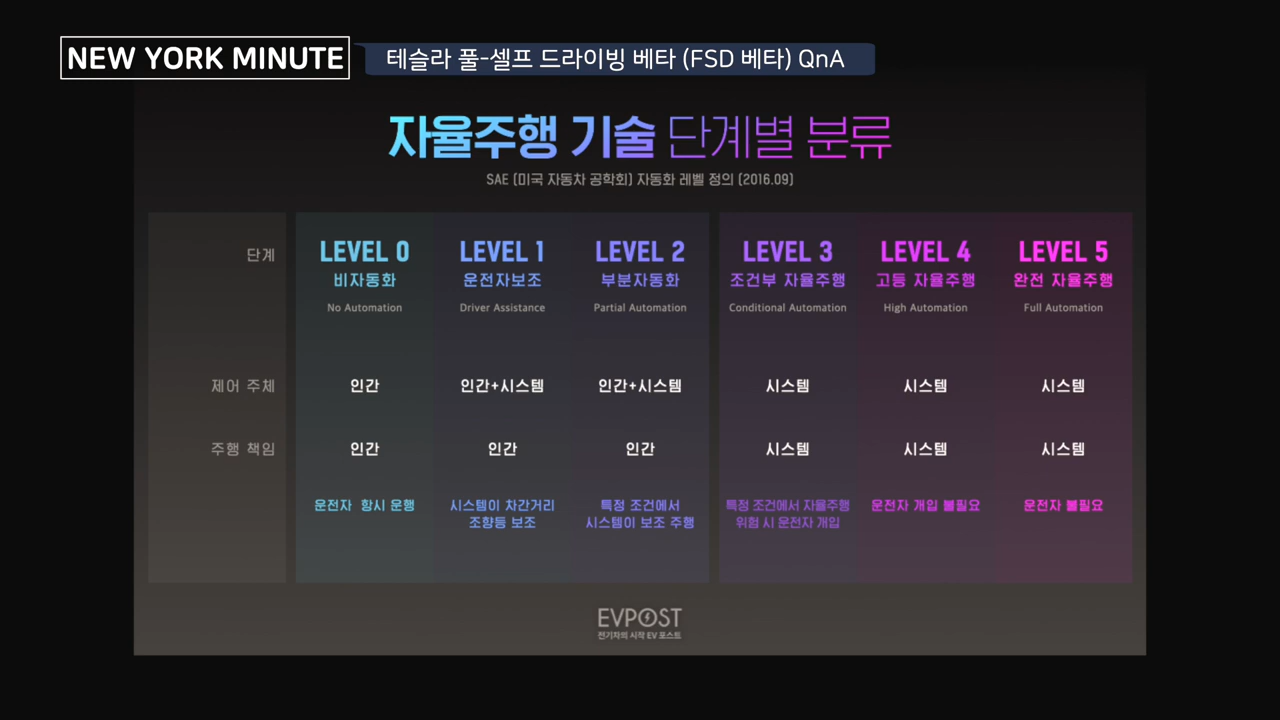 NEW YORK MINUTE
테슬라 풀-셀프 드라이빙 베타 (FSD 베타) QnA
자율주행 기술 단계별 분류
SAE (미국 자동차 공학회) 자동화 레벨 정의 (2016.09)
단계
LEVEL 0
LEVEL 1
LEVEL 2
LEVEL 3
LEVEL 4
LEVEL 5
비자동화
운전자보조
부분자동화
조건부 자율주행
고등 자율주행
완전 자율주행
No Automation
Driver Assistance
Partial Automation
Conditional Automation
High Automation
Full Automation
제어 주체
인간
인간+시스템
인간+시스템
시스템
시스템
시스템
주행 책임
인간
인간
인간
시스템
시스템
시스템
운전자 항시 운행
시스템이 차간거리
조향등 보조
특정 조건에서
시스템이 보조 주행
특정 조건에서 자율주행
위험 시 운전자 개입
운전자 개입 불필요
운전자 불필요
EVPOST
전기차의 시작 EV 포스트